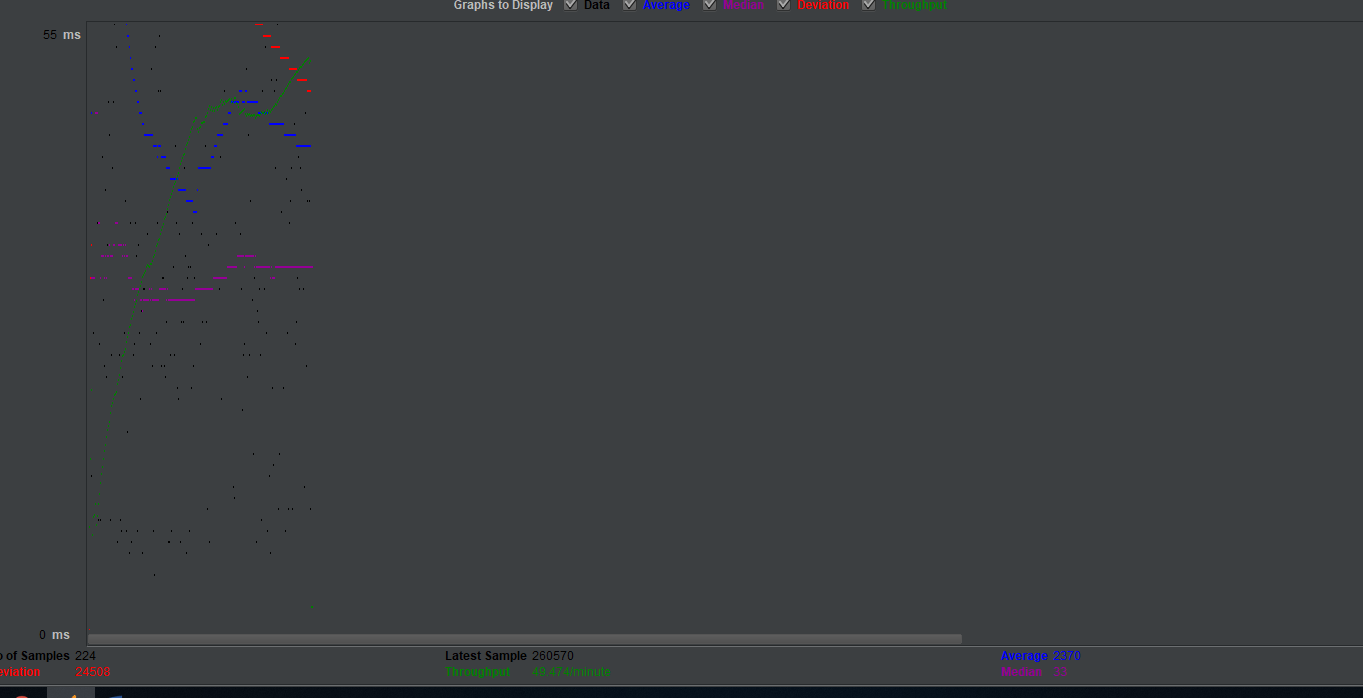 Graphs to Display Data Average Median Deviation Throughput
55 ms
0 ms
o of Samples 224 Latest Sample 260570 Average 2370
eviation 24508 Throughput 49.474/minute Median